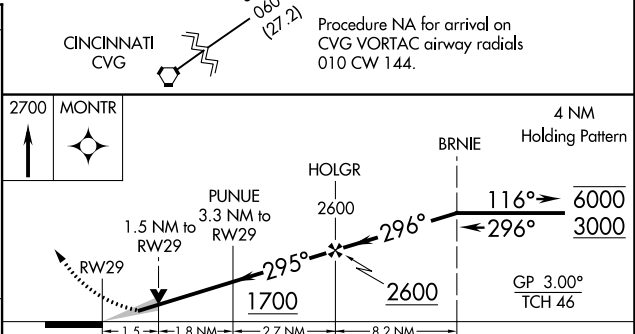 060
(27.2)
CINCINNATI
CVG
Procedure NA for arrival on
CVG VORTAC airway radials
010 CW 144.
2700
MONTR
4 NM
Holding Pattern
BRNIE
HOLGR
2600
PUNUE
3.3 NM to
RW29
1.5 NM to
RW29
RW29
116°
6000
296°
3000
296°
295°
1700
2600
GP 3.00°
TCH 46
1.5
1.8 NM
2.7 NM
8.2 NM